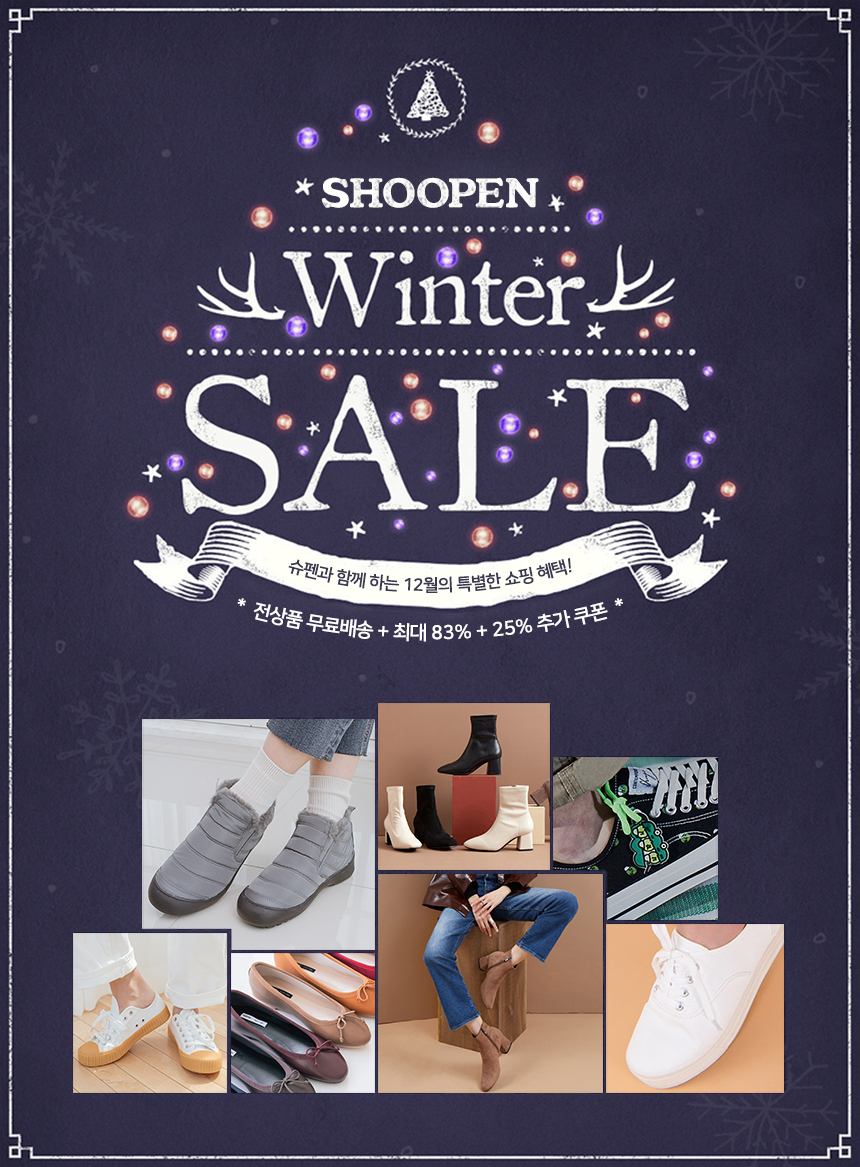 SHOOPEN
Winter
SALE
슈펜과 함께 하는 12월의 특별한 쇼핑 혜택!
* 전상품 무료배송 + 최대 83% + 25% 추가 쿠폰 *